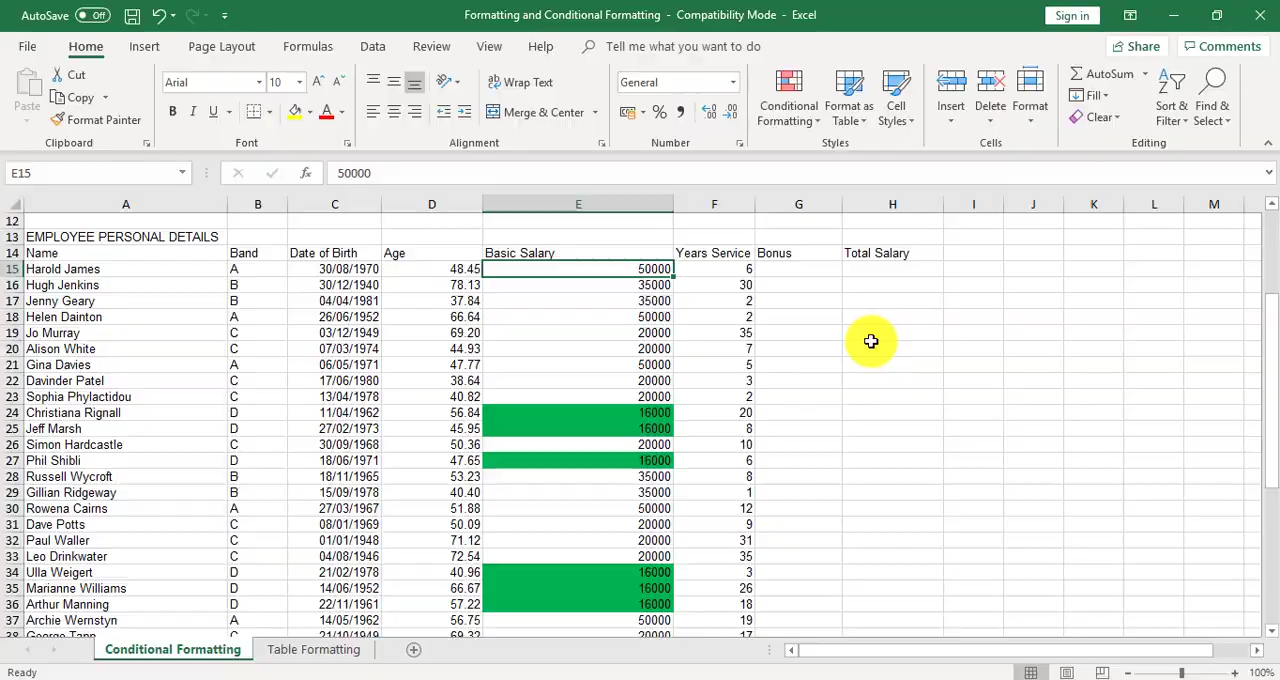 AutoSave Off Formatting and Conditional Formatting - Compatibility Mode - Excel Sign in
File Home Insert Page Layout Formulas Data Review View Help Tell me what you want to do Share Comments
Paste Cut Copy Format Painter
Arial 10 A A B I U A
Wrap Text Merge & Center
General %
Conditional Formatting Format as Table Cell Styles
Insert Delete Format
AutoSum Fill Clear Sort & Filter Find & Select
Clipboard Font Alignment Number Styles Cells Editing
E15 fx 50000
A B C D E F G H I J K L M
12
13 EMPLOYEE PERSONAL DETAILS
14 Name Band Date of Birth Age Basic Salary Years Service Bonus Total Salary
15 Harold James A 30/08/1970 48.45 50000 6
16 Hugh Jenkins B 30/12/1940 78.13 35000 30
17 Jenny Geary B 04/04/1981 37.84 35000 2
18 Helen Dainton A 26/06/1952 66.64 50000 2
19 Jo Murray C 03/12/1949 69.20 20000 35
20 Alison White C 07/03/1974 44.93 20000 7
21 Gina Davies A 06/05/1971 47.77 50000 5
22 Davinder Patel C 17/06/1980 38.64 20000 3
23 Sophia Phylactidou C 13/04/1978 40.82 20000 2
24 Christiana Rignall D 11/04/1962 56.84 16000 20
25 Jeff Marsh D 27/02/1973 45.95 16000 8
26 Simon Hardcastle C 30/09/1968 50.36 20000 10
27 Phil Shibli D 18/06/1971 47.65 16000 6
28 Russell Wycroft B 18/11/1965 53.23 35000 8
29 Gillian Ridgeway B 15/09/1978 40.40 35000 1
30 Rowena Cairns A 27/03/1967 51.88 50000 12
31 Dave Potts C 08/01/1969 50.09 20000 9
32 Paul Waller C 01/01/1948 71.12 20000 31
33 Leo Drinkwater C 04/08/1946 72.54 20000 35
34 Ulla Weigert D 21/02/1978 40.96 16000 3
35 Marianne Williams D 14/06/1952 66.67 16000 26
36 Arthur Manning D 22/11/1961 57.22 16000 18
37 Archie Wernstyn A 14/05/1962 56.75 50000 19
38 George Tann C 21/10/1949 69.32 20000 17
Conditional Formatting Table Formatting
Ready 100%